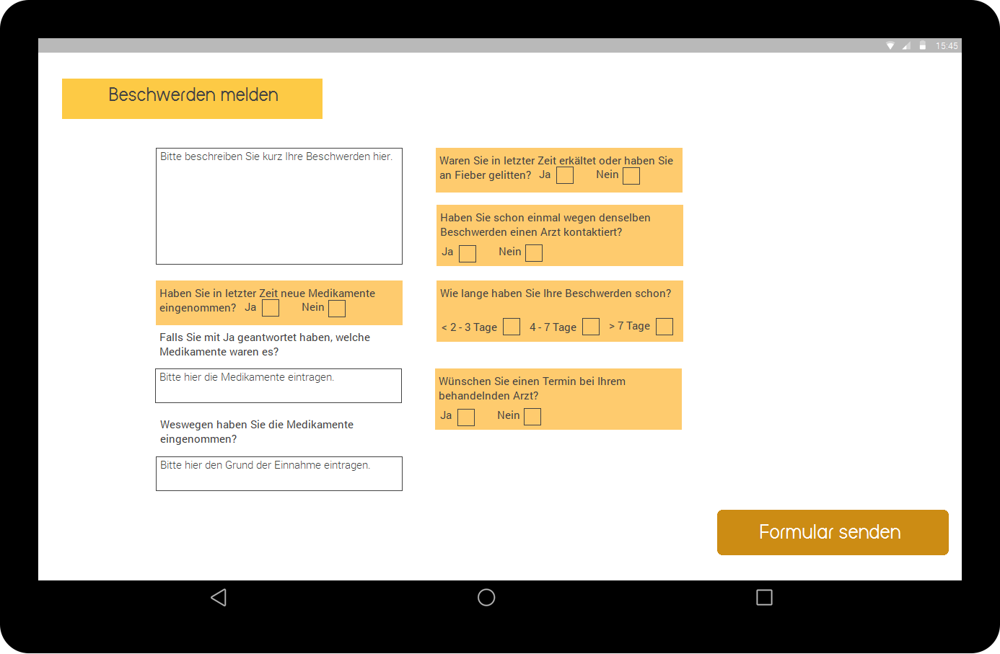 15:45
Beschwerden melden
Bitte beschreiben Sie kurz Ihre Beschwerden hier.
Haben Sie in letzter Zeit neue Medikamente
eingenommen? Ja Nein
Falls Sie mit Ja geantwortet haben, welche
Medikamente waren es?
Bitte hier die Medikamente eintragen.
Weswegen haben Sie die Medikamente
eingenommen?
Bitte hier den Grund der Einnahme eintragen.
Waren Sie in letzter Zeit erkältet oder haben Sie
an Fieber gelitten? Ja Nein
Haben Sie schon einmal wegen denselben
Beschwerden einen Arzt kontaktiert?
Ja Nein
Wie lange haben Sie Ihre Beschwerden schon?
< 2 - 3 Tage 4 - 7 Tage > 7 Tage
Wünschen Sie einen Termin bei Ihrem
behandelnden Arzt?
Ja Nein
Formular senden